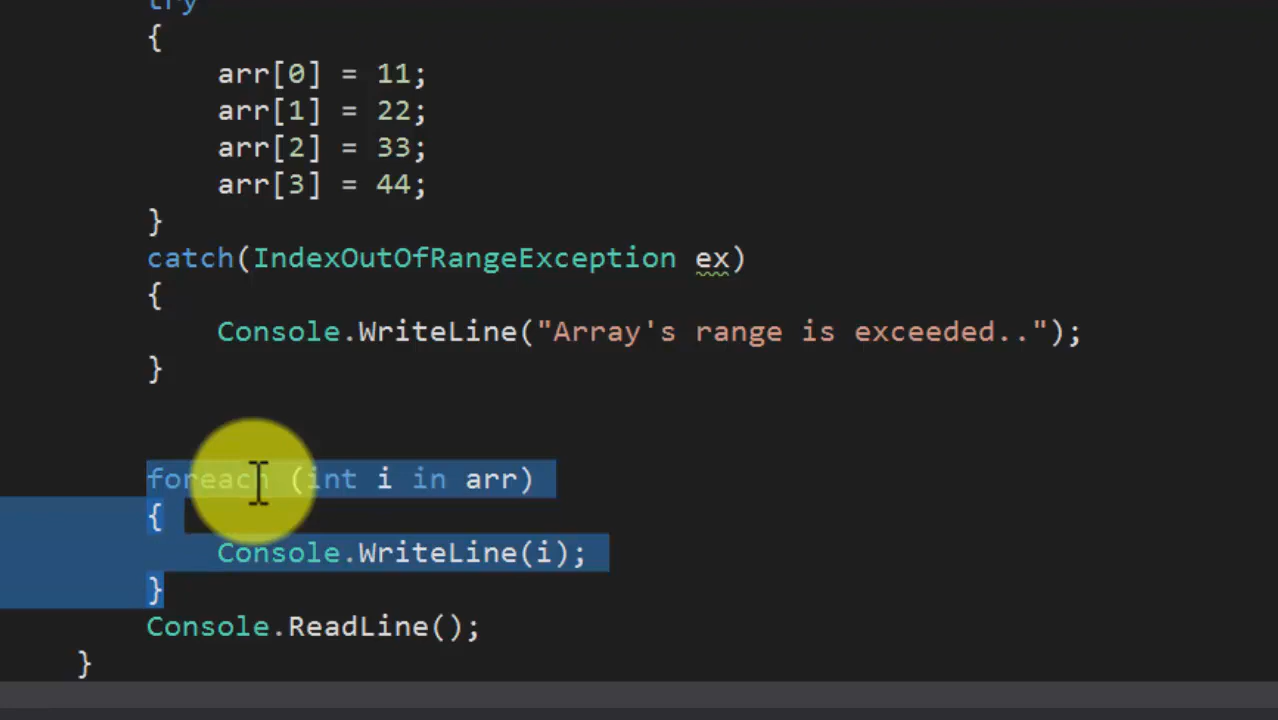 try
{
arr[0] = 11;
arr[1] = 22;
arr[2] = 33;
arr[3] = 44;
}
catch(IndexOutOfRangeException ex)
{
Console.WriteLine("Array's range is exceeded..");
}
foreach (int i in arr)
{
Console.WriteLine(i);
}
Console.ReadLine();
}